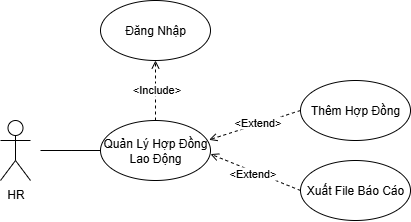 Đăng Nhập
<Include>
Thêm Hợp Đồng
<Extend>
Quản Lý Hợp Đồng
Lao Động
<Extend>
Xuất File Báo Cáo
HR